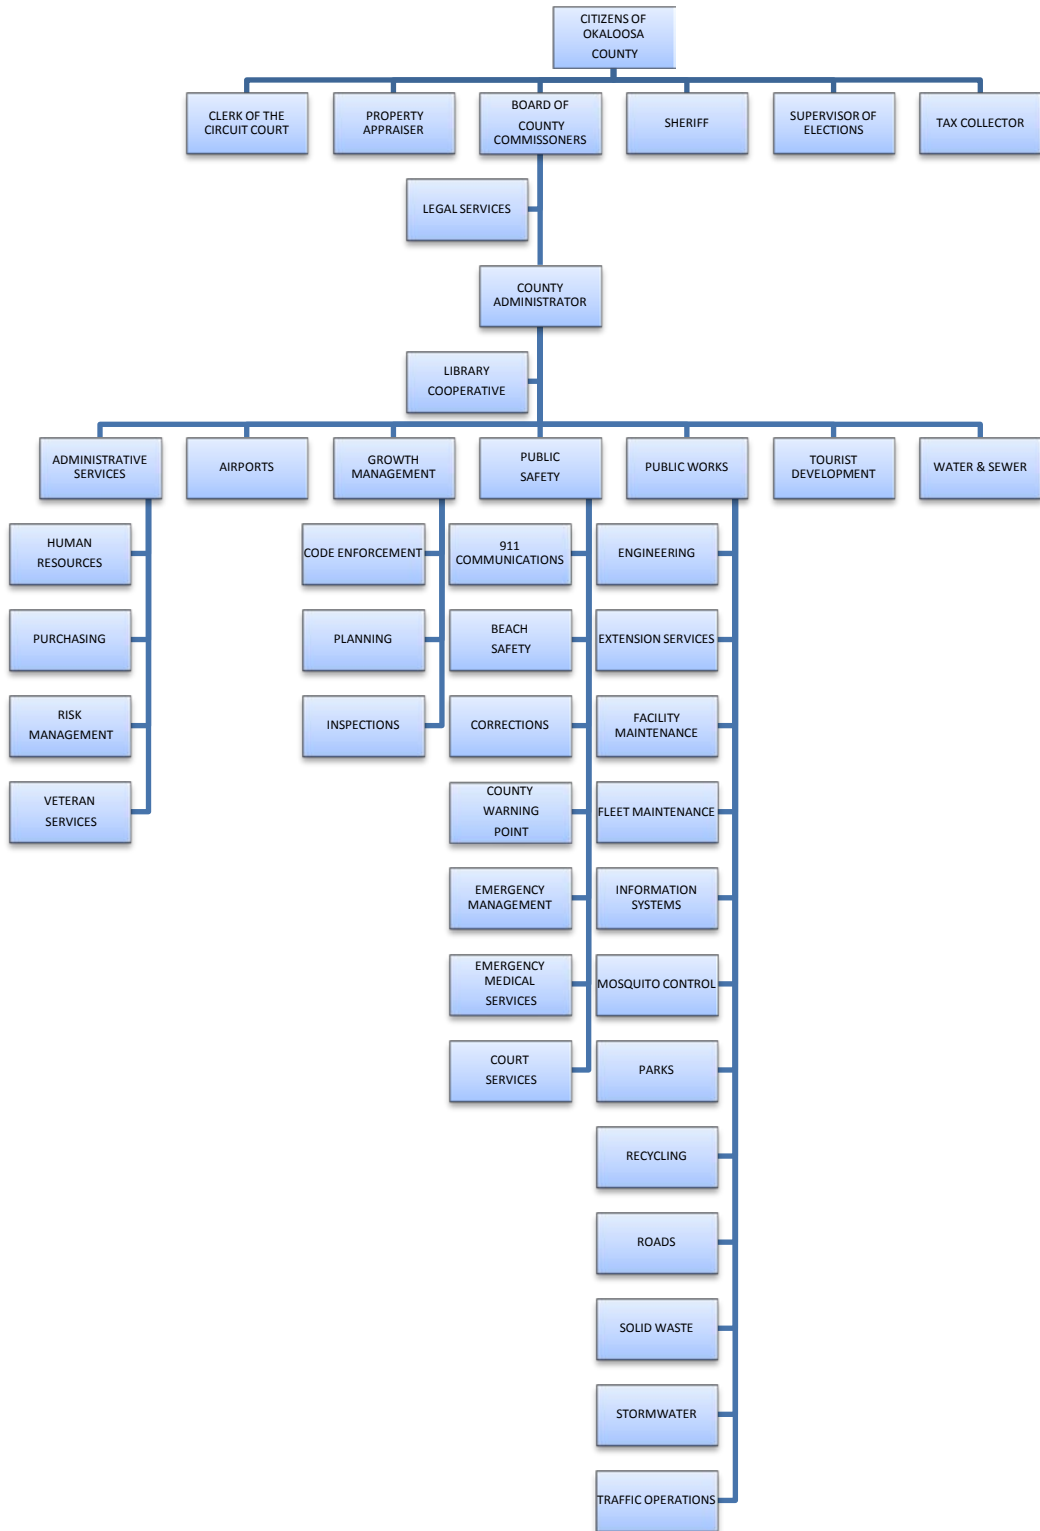 CITIZENS OF
OKALOOSA
COUNTY
CLERK OF THE
CIRCUIT COURT
PROPERTY
APPRAISER
BOARD OF
COUNTY
COMMISSONERS
SHERIFF
SUPERVISOR OF
ELECTIONS
TAX COLLECTOR
LEGAL SERVICES
COUNTY
ADMINISTRATOR
LIBRARY
COOPERATIVE
ADMINISTRATIVE
SERVICES
AIRPORTS
GROWTH
MANAGEMENT
PUBLIC
SAFETY
PUBLIC WORKS
TOURIST
DEVELOPMENT
WATER & SEWER
HUMAN
RESOURCES
PURCHASING
RISK
MANAGEMENT
VETERAN
SERVICES
CODE ENFORCEMENT
PLANNING
INSPECTIONS
911
COMMUNICATIONS
BEACH
SAFETY
CORRECTIONS
COUNTY
WARNING
POINT
EMERGENCY
MANAGEMENT
EMERGENCY
MEDICAL
SERVICES
COURT
SERVICES
ENGINEERING
EXTENSION SERVICES
FACILITY
MAINTENANCE
FLEET MAINTENANCE
INFORMATION
SYSTEMS
MOSQUITO CONTROL
PARKS
RECYCLING
ROADS
SOLID WASTE
STORMWATER
TRAFFIC OPERATIONS